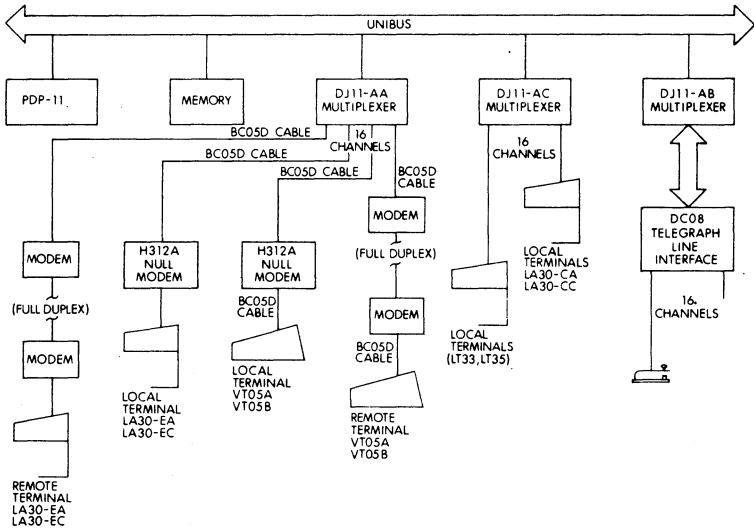 UNIBUS
PDP-11
MEMORY
DJ11-AA
MULTIPLEXER
DJ11-AC
MULTIPLEXER
DJ11-AB
MULTIPLEXER
BC05D CABLE
16
CHANNELS
BC05D CABLE
BC05D CABLE
BC05D
CABLE
16
CHANNELS
MODEM
DC08
TELEGRAPH
LINE
INTERFACE
MODEM
H312A
NULL
MODEM
H312A
NULL
MODEM
(FULL DUPLEX)
LOCAL
TERMINALS
LA30-CA
LA30-CC
(FULL DUPLEX)
BC05D
CABLE
MODEM
16
CHANNELS
MODEM
BC05D
CABLE
LOCAL
TERMINALS
(LT33,LT35)
LOCAL
TERMINAL
LA30-EA
LA30-EC
LOCAL
TERMINAL
VT05A
VT05B
REMOTE
TERMINAL
VT05A
VT05B
REMOTE
TERMINAL
LA30-EA
LA30-EC